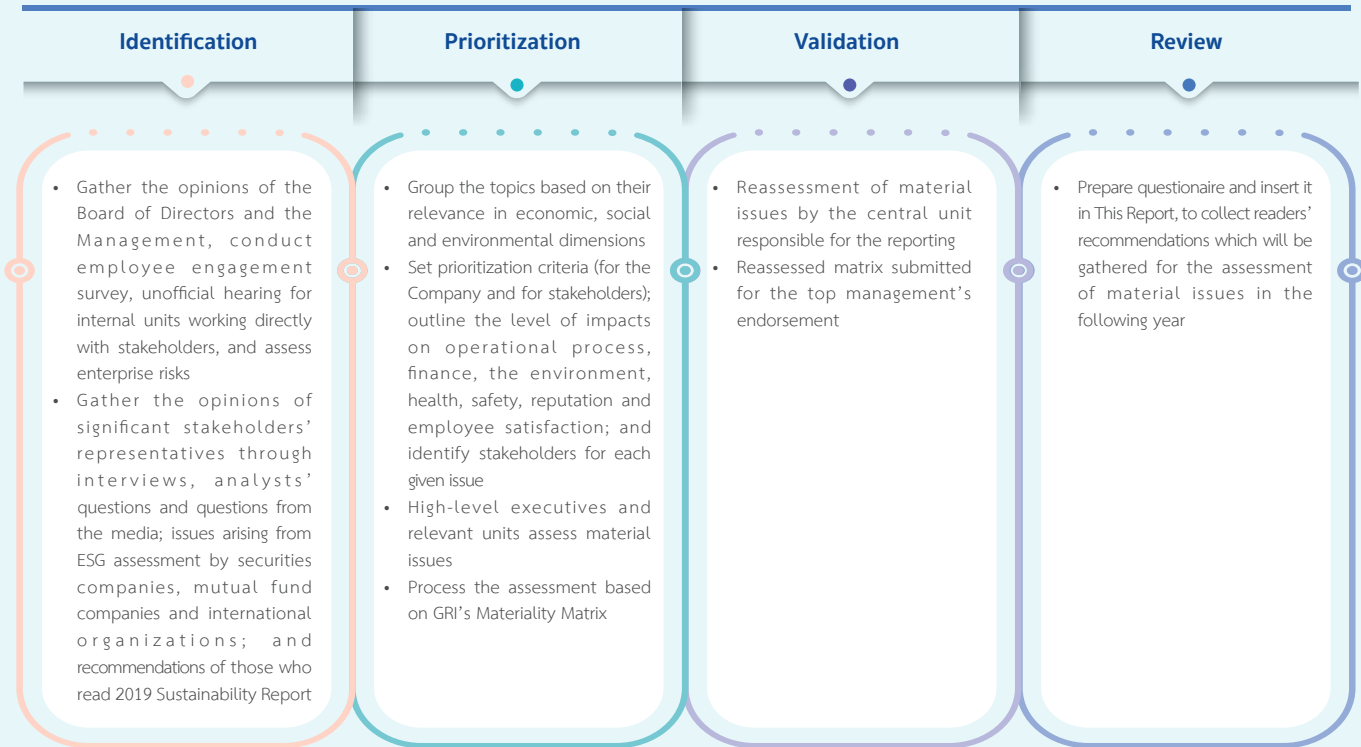 Identification
Prioritization
Validation
Review
• Gather the opinions of the
Board of Directors and the
Management, conduct
employee engagement
survey, unofficial hearing for
internal units working directly
with stakeholders, and assess
enterprise risks
• Gather the opinions of
significant stakeholders’
representatives through
interviews, analysts’
questions and questions from
the media; issues arising from
ESG assessment by securities
companies, mutual fund
companies and international
organizations; and
recommendations of those who
read 2019 Sustainability Report
• Group the topics based on their
relevance in economic, social
and environmental dimensions
• Set prioritization criteria (for the
Company and for stakeholders);
outline the level of impacts
on operational process,
finance, the environment,
health, safety, reputation and
employee satisfaction; and
identify stakeholders for each
given issue
• High-level executives and
relevant units assess material
issues
• Process the assessment based
on GRI’s Materiality Matrix
• Reassessment of material
issues by the central unit
responsible for the reporting
• Reassessed matrix submitted
for the top management’s
endorsement
• Prepare questionaire and insert it
in This Report, to collect readers’
recommendations which will be
gathered for the assessment
of material issues in the
following year